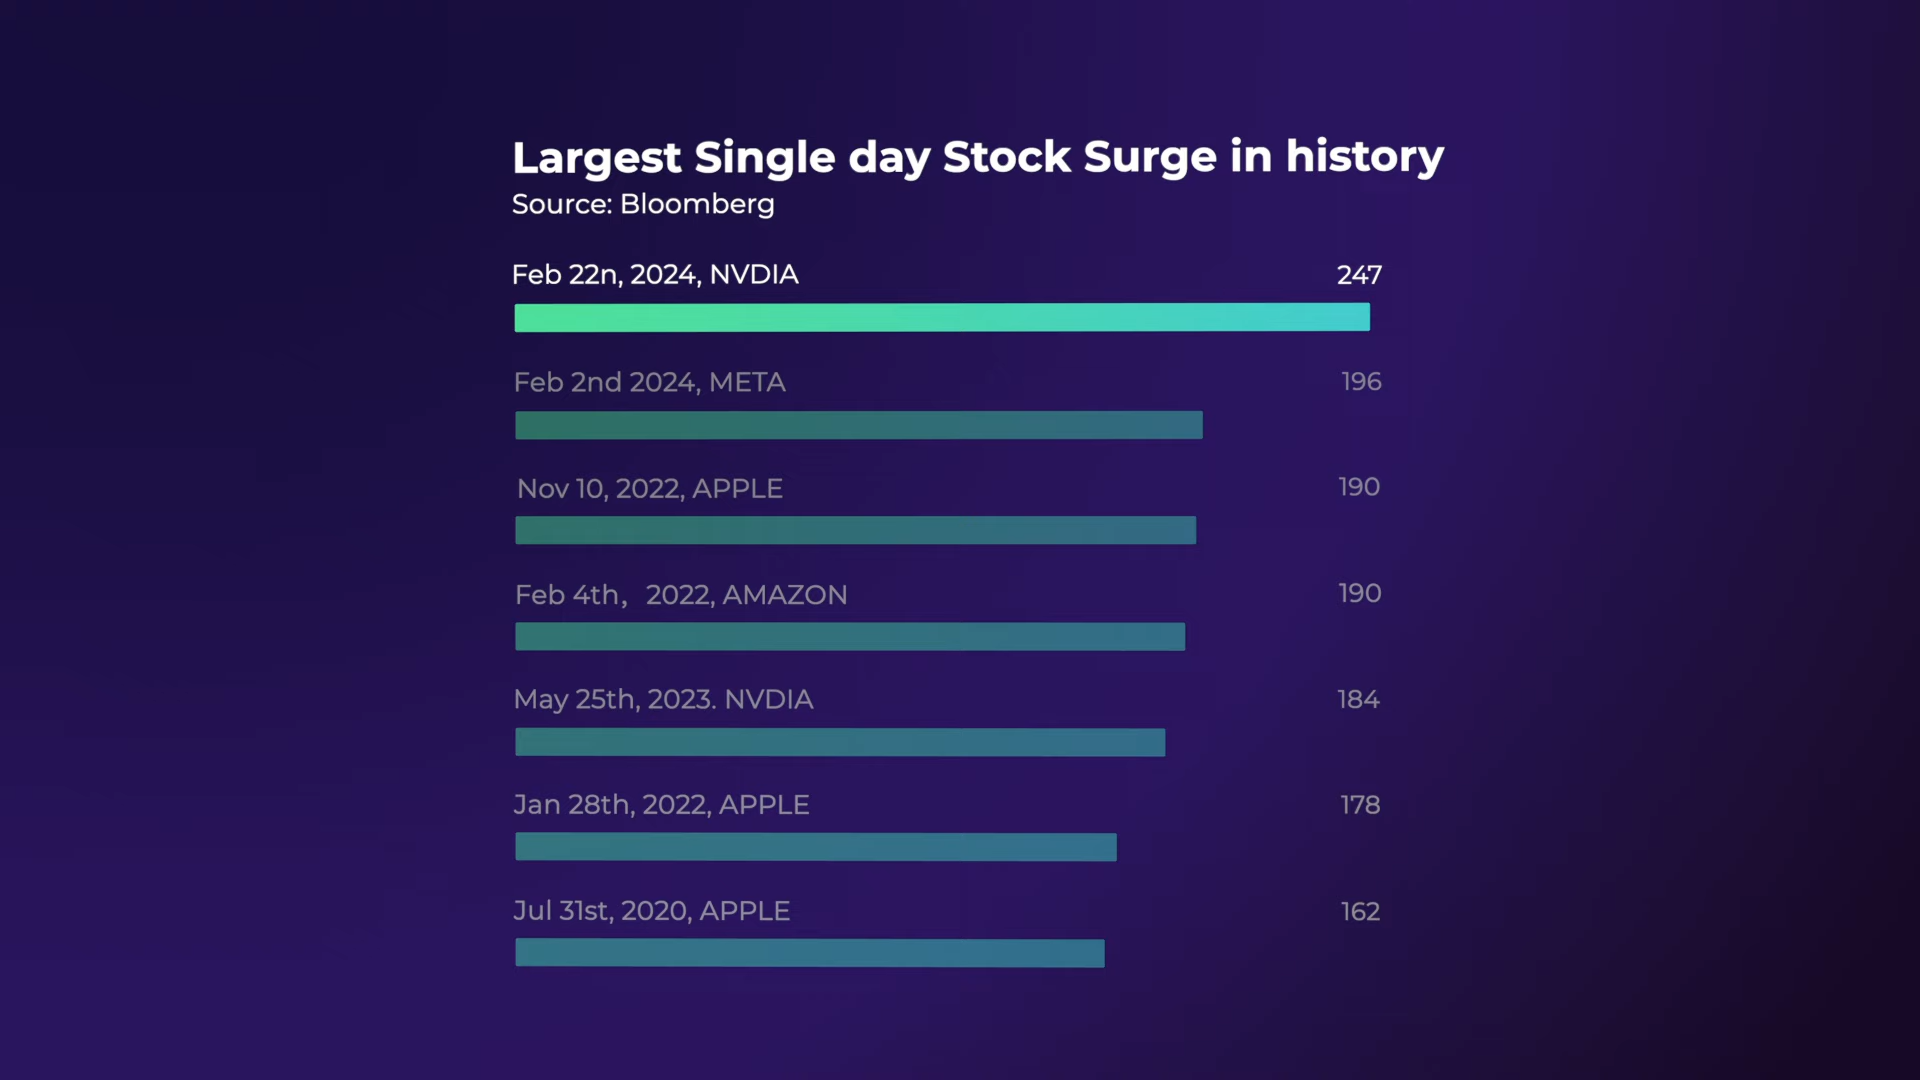 Largest Single day Stock Surge in history
Source: Bloomberg
Feb 22n, 2024, NVDIA 247
Feb 2nd 2024, META 196
Nov 10, 2022, APPLE 190
Feb 4th, 2022, AMAZON 190
May 25th, 2023. NVDIA 184
Jan 28th, 2022, APPLE 178
Jul 31st, 2020, APPLE 162